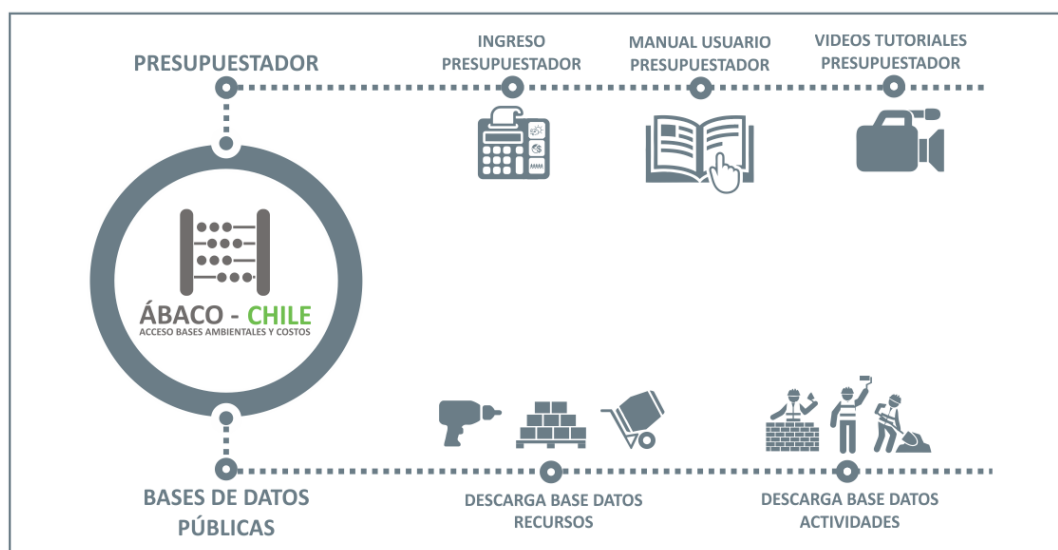 PRESUPUESTADOR
INGRESO
PRESUPUESTADOR
MANUAL USUARIO
PRESUPUESTADOR
VIDEOS TUTORIALES
PRESUPUESTADOR
ÁBACO - CHILE
ACCESO BASES AMBIENTALES Y COSTOS
BASES DE DATOS
PÚBLICAS
DESCARGA BASE DATOS
RECURSOS
DESCARGA BASE DATOS
ACTIVIDADES